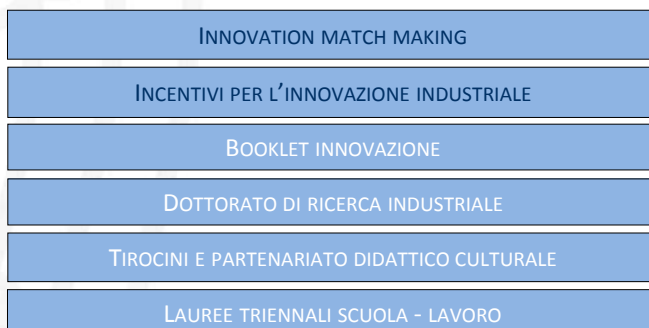 INNOVATION MATCH MAKING
INCENTIVI PER L'INNOVAZIONE INDUSTRIALE
BOOKLET INNOVAZIONE
DOTTORATO DI RICERCA INDUSTRIALE
TIROCINI E PARTENARIATO DIDATTICO CULTURALE
LAUREE TRIENNALI SCUOLA - LAVORO